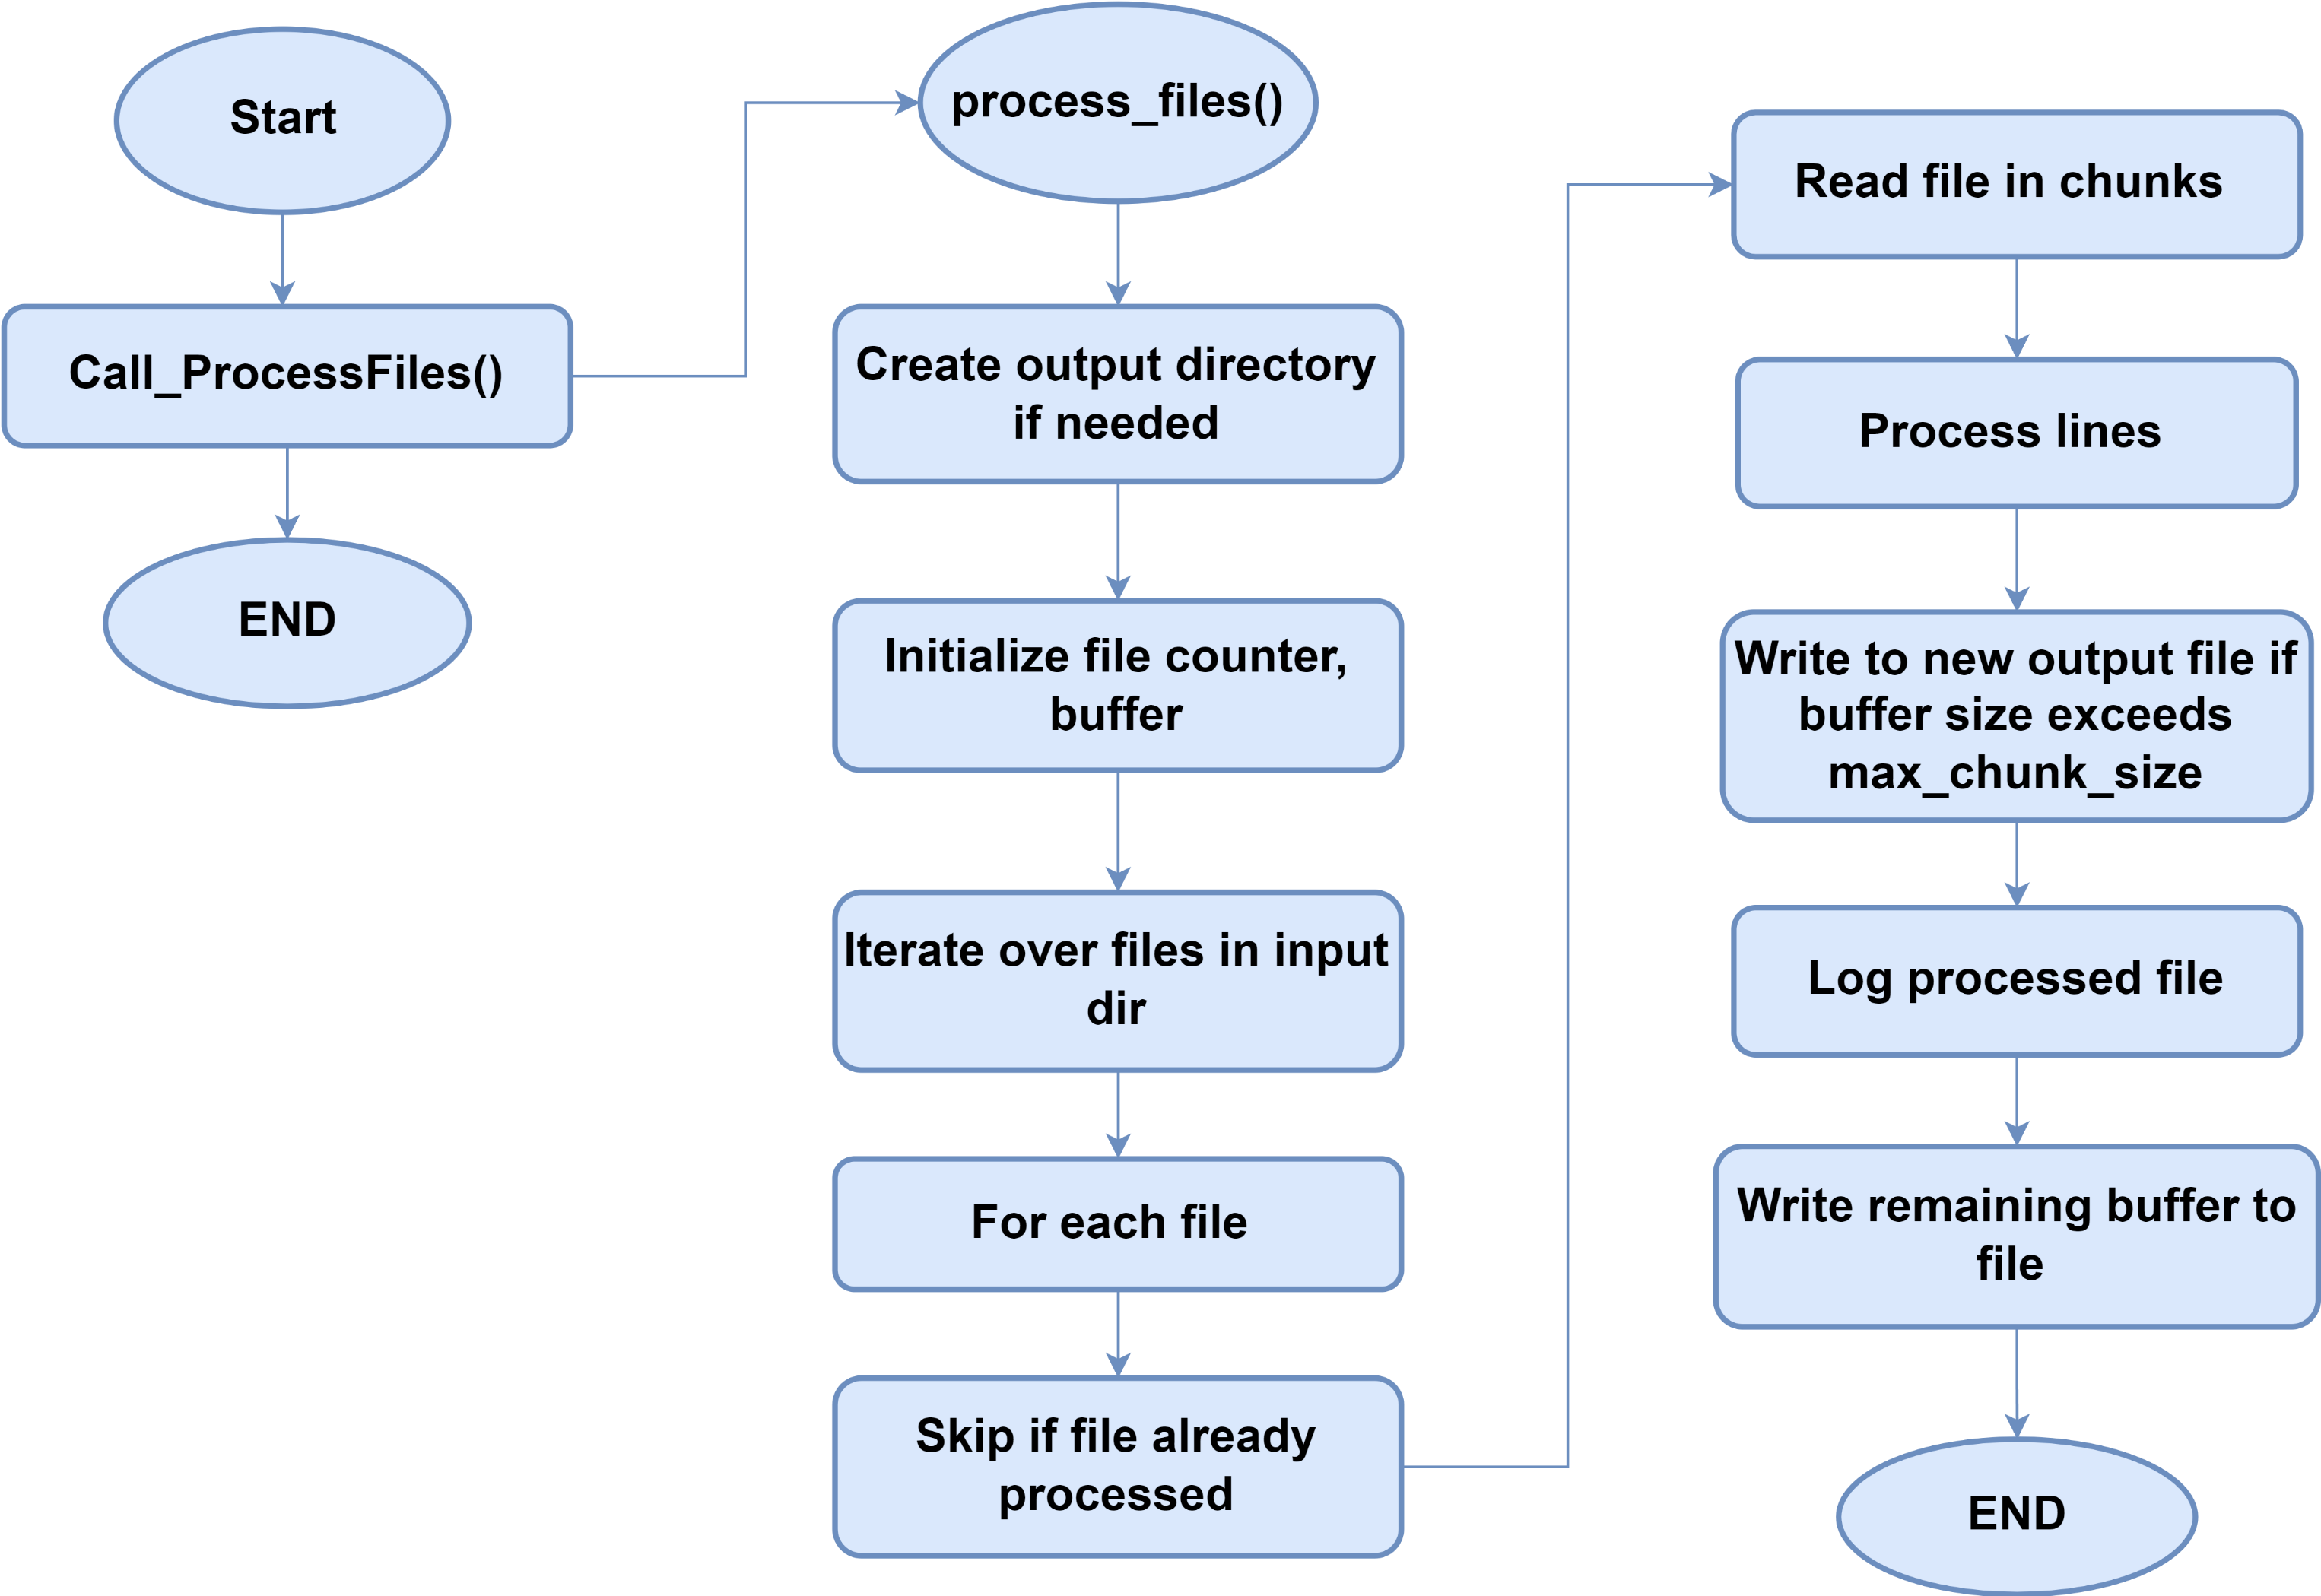 Start
Call_ProcessFiles()
END
process_files()
Create output directory
if needed
Initialize file counter,
buffer
Iterate over files in input
dir
For each file
Skip if file already
processed
Read file in chunks
Process lines
Write to new output file if
buffer size exceeds
max_chunk_size
Log processed file
Write remaining buffer to
file
END